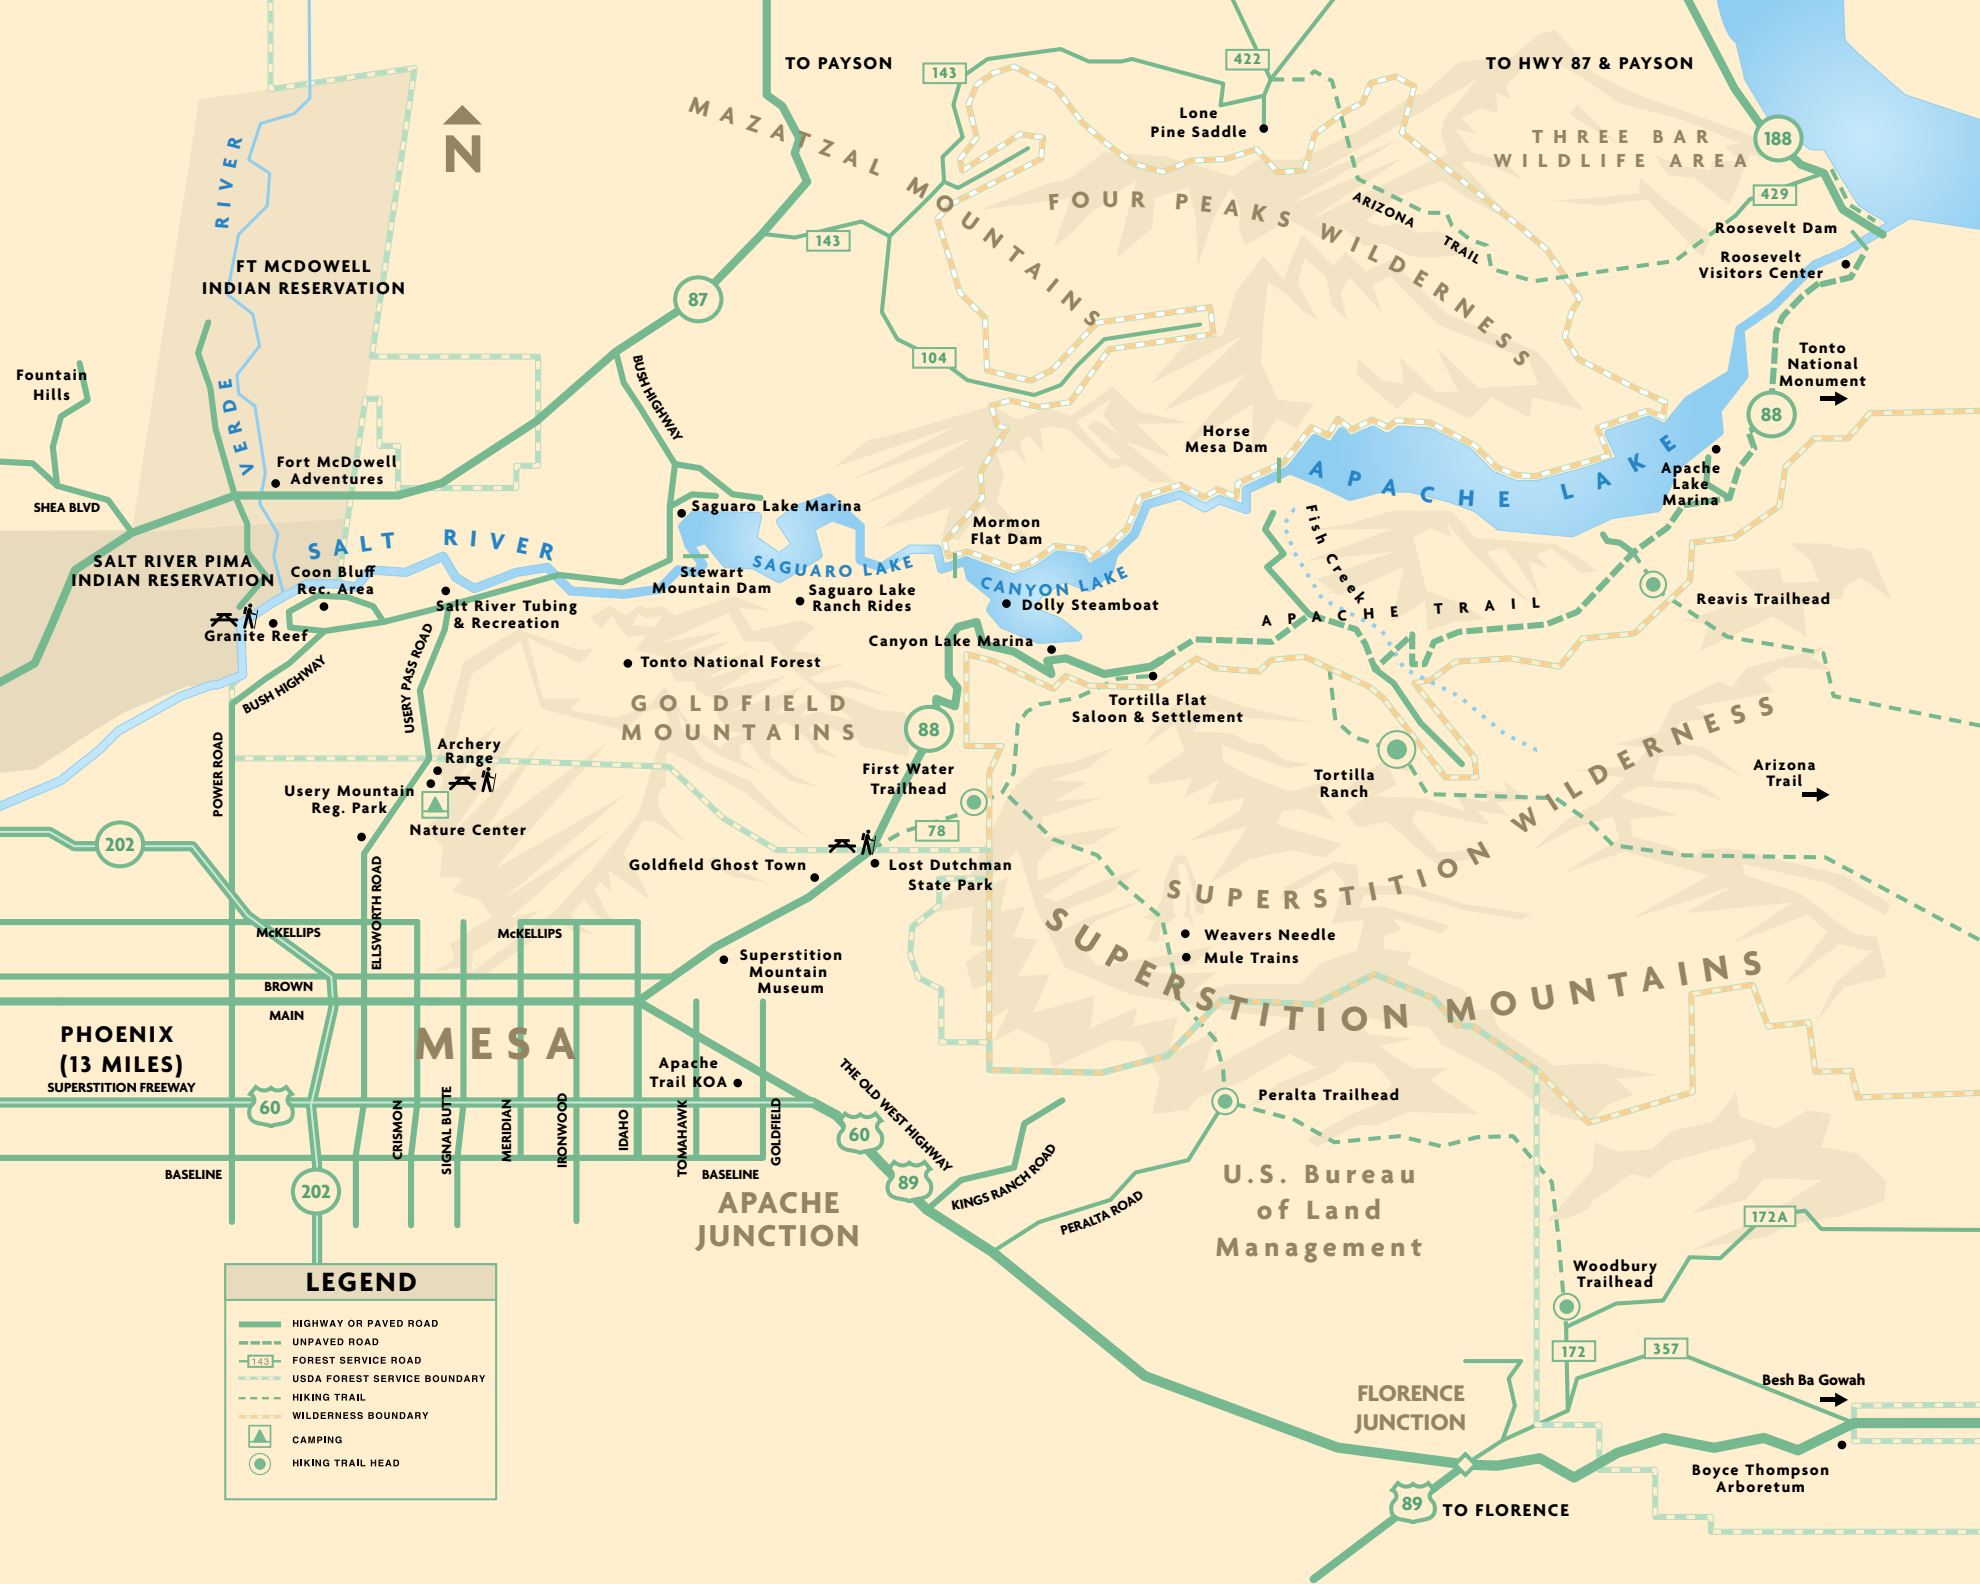 TO PAYSON
143
422
TO HWY 87 & PAYSON
MAZATZAL MOUNTAINS
Lone
Pine Saddle
THREE BAR
WILDLIFE AREA
188
N
RIVER
FOUR PEAKS WILDERNESS
ARIZONA
TRAIL
429
Roosevelt Dam
Roosevelt
Visitors Center
143
FT MCDOWELL
INDIAN RESERVATION
87
104
BUSH HIGHWAY
Tonto
National
Monument
88
Fountain
Hills
VERDE
Horse
Mesa Dam
APACHE LAKE
Apache
Lake
Marina
Fort McDowell
Adventures
SHEA BLVD
Saguaro Lake Marina
Mormon
Flat Dam
Fish Creek
SALT RIVER
SALT RIVER PIMA
INDIAN RESERVATION
Coon Bluff
Rec. Area
SAGUARO LAKE
Stewart
Mountain Dam
CANYON LAKE
Saguaro Lake
Ranch Rides
Dolly Steamboat
Salt River Tubing
& Recreation
Granite Reef
APACHE TRAIL
Reavis Trailhead
Canyon Lake Marina
Tonto National Forest
BUSH HIGHWAY
USERY PASS ROAD
GOLDFIELD
MOUNTAINS
Tortilla Flat
Saloon & Settlement
88
POWER ROAD
Archery
Range
First Water
Trailhead
Tortilla
Ranch
Arizona
Trail
Usery Mountain
Reg. Park
Nature Center
78
SUPERSTITION WILDERNESS
202
Goldfield Ghost Town
Lost Dutchman
State Park
ELLSWORTH ROAD
McKELLIPS
McKELLIPS
SUPERSTITION MOUNTAINS
Weavers Needle
Mule Trains
Superstition
Mountain
Museum
BROWN
MAIN
MESA
PHOENIX
(13 MILES)
SUPERSTITION FREEWAY
60
Apache
Trail KOA
THE OLD WEST HIGHWAY
Peralta Trailhead
CRISMON
SIGNAL BUTTE
MERIDIAN
IRONWOOD
IDAHO
TOMAHAWK
GOLDFIELD
60
89
BASELINE
BASELINE
202
KINGS RANCH ROAD
PERALTA ROAD
APACHE
JUNCTION
U.S. Bureau
of Land
Management
172A
Woodbury
Trailhead
172
357
Besh Ba Gowah
FLORENCE
JUNCTION
Boyce Thompson
Arboretum
89
TO FLORENCE
LEGEND
HIGHWAY OR PAVED ROAD
UNPAVED ROAD
143
FOREST SERVICE ROAD
USDA FOREST SERVICE BOUNDARY
HIKING TRAIL
WILDERNESS BOUNDARY
CAMPING
HIKING TRAIL HEAD